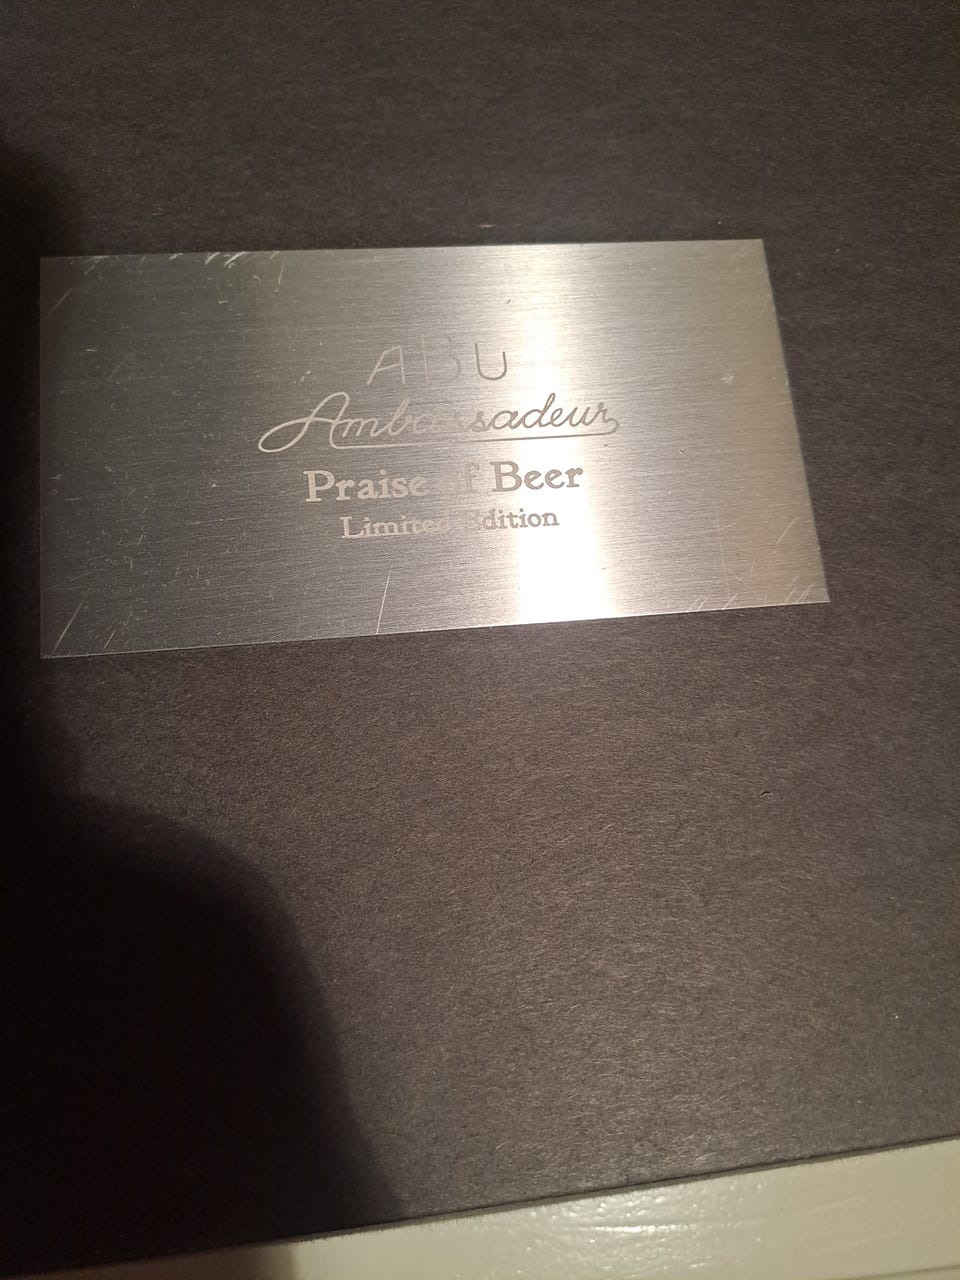 ABU
Ambassadeur
Praise of Beer
Limited Edition